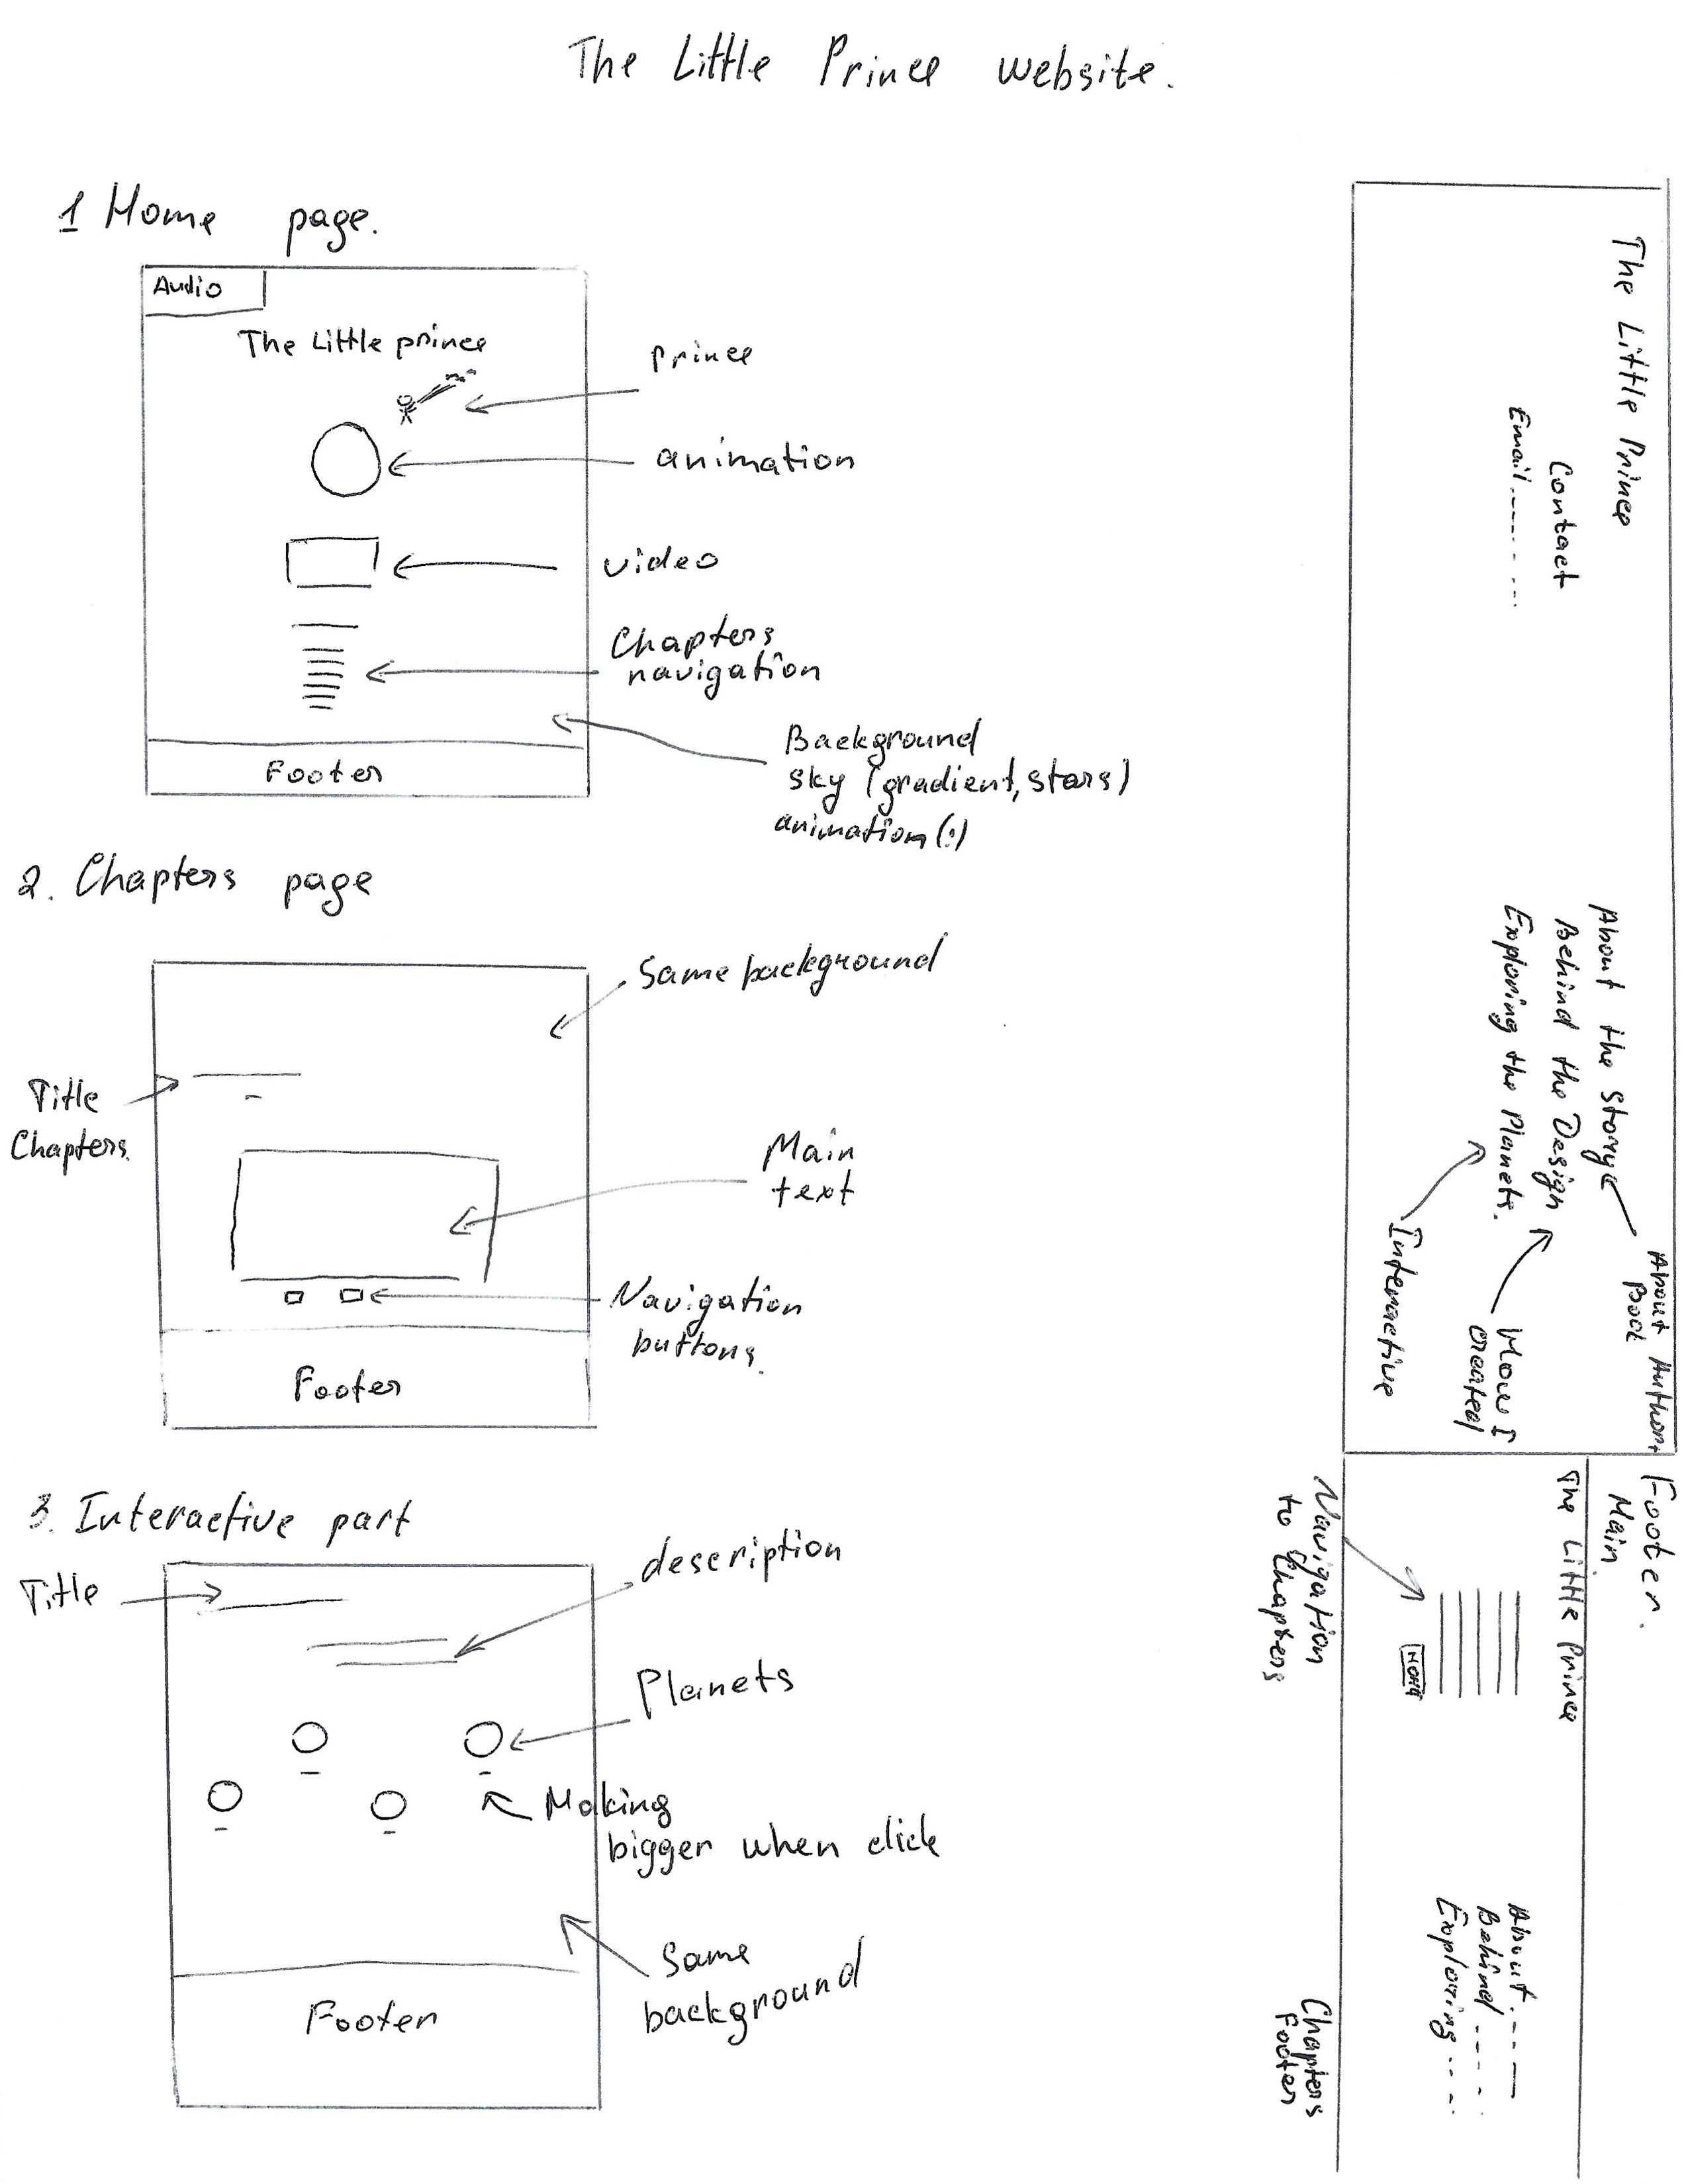 The Little Prince website.
1 Home page.
Audio
The Little prince
Prince
animation
video
Chapters
navigation
Background
sky (gradient, stars)
animation(:)
Footer
2. Chapters page
Same background
Title
Chapters
Main
text
Navigation
buttons.
Footer
3. Interactive part
Title
description
Planets
Making
bigger when click
Same
background
Footer
The Little Prince
Contact
Email
About the Story
Behind the Design
Exploring the Planets.
About Author+
Book
How I
created
Interactive
Footer.
Main
The Little Prince
HOME
Navigation
to Chapters
About
Behind
Exploring
Chapters
Footer